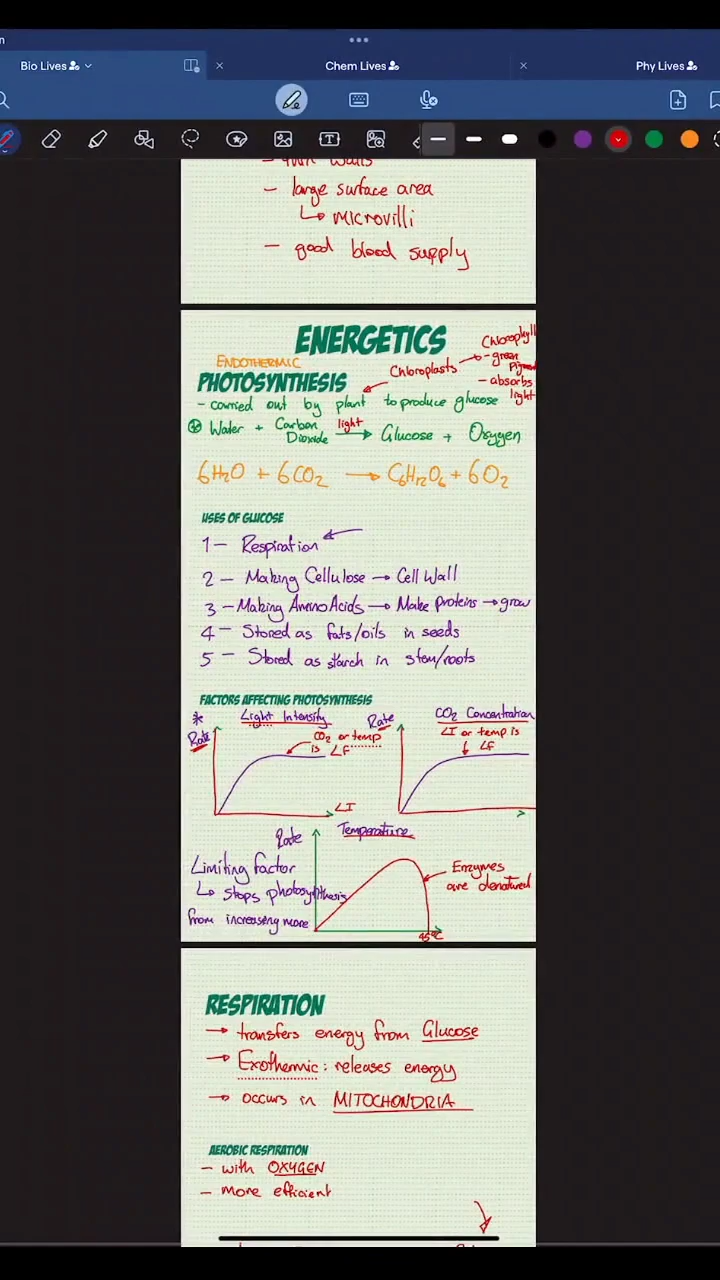 Bio Lives
Chem Lives
Phy Lives
walls
- large surface area
↳ microvilli
- good blood supply
ENERGETICS
ENDOTHERMIC
PHOTOSYNTHESIS
Chloroplasts
Chlorophyll
- green
- absorbs
light
- carried out by plant to produce glucose
Water + Carbon Dioxide light → Glucose + Oxygen
6H2O + 6CO2 → C6H12O6 + 6O2
USES OF GLUCOSE
1 - Respiration
2 - Making Cellulose → Cell Wall
3 - Making Amino Acids → Make proteins → grow
4 - Stored as fats/oils in seeds
5 - Stored as starch in stem/roots
FACTORS AFFECTING PHOTOSYNTHESIS
* Light Intensity
Rate
CO2 or temp
is LF
LI
CO2 Concentration
Rate
LI or temp is
LF
Temperature
Rate
Limiting factor
↳ stops photosynthesis
from increasing more
Enzymes
are denatured
45°C
RESPIRATION
→ transfers energy from Glucose
→ Exothermic: releases energy
→ occurs in MITOCHONDRIA
AEROBIC RESPIRATION
- with OXYGEN
- more efficient